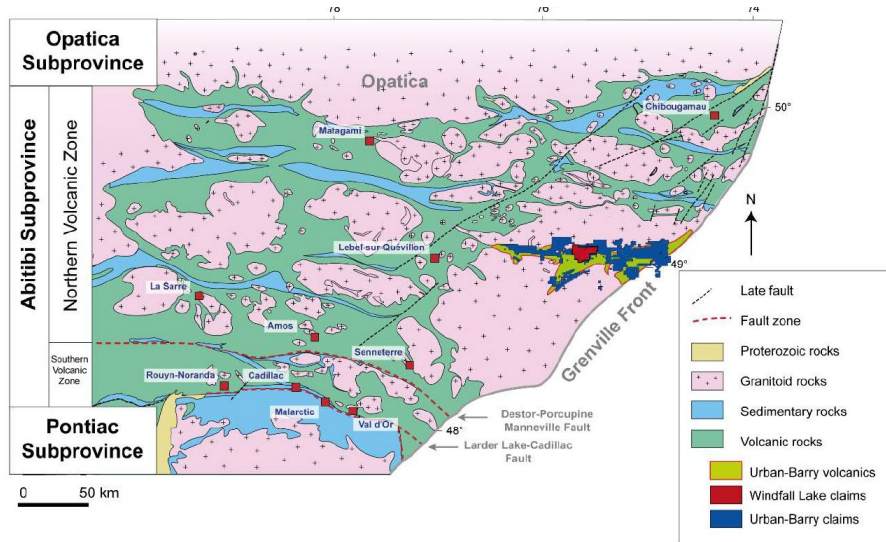 78
76
74
Opatica
Subprovince
Opatica
Abitibi Subprovince
Northern Volcanic Zone
Southern
Volcanic
Zone
Pontiac
Subprovince
0
50 km
Chibougamau
50°
Matagami
N
Lebel-sur-Quévillon
49°
La Sarre
Amos
Senneterre
Grenville Front
Rouyn-Noranda
Cadillac
Malarctic
Val d'Or
48°
Destor-Porcupine
Manneville Fault
Larder Lake-Cadillac
Fault
Late fault
Fault zone
Proterozoic rocks
Granitoid rocks
Sedimentary rocks
Volcanic rocks
Urban-Barry volcanics
Windfall Lake claims
Urban-Barry claims